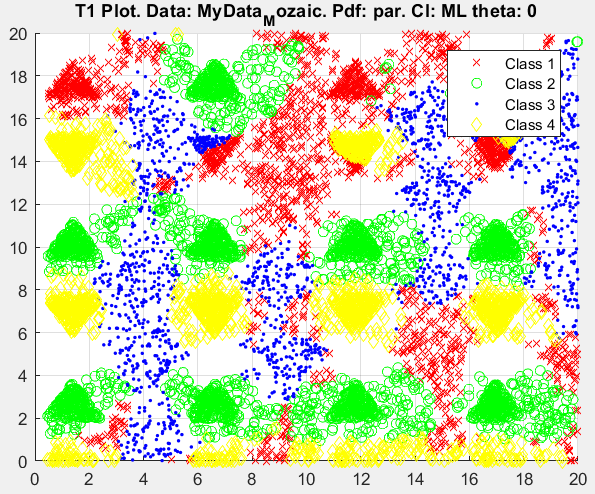 T1 Plot. Data: MyData_Mozaic. Pdf: par. Cl: ML theta: 0
20
18
16
14
12
10
8
6
4
2
0
Class 1
Class 2
Class 3
Class 4
0 2 4 6 8 10 12 14 16 18 20